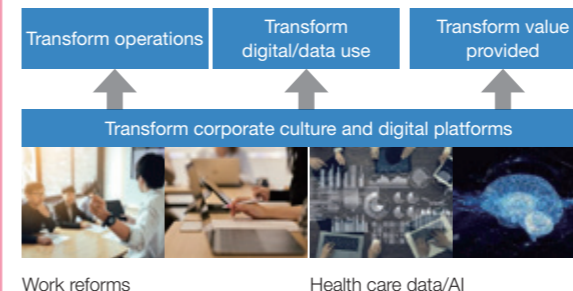 Transform operations
Transform
digital/data use
Transform value
provided
Transform corporate culture and digital platforms
Work reforms
Health care data/AI